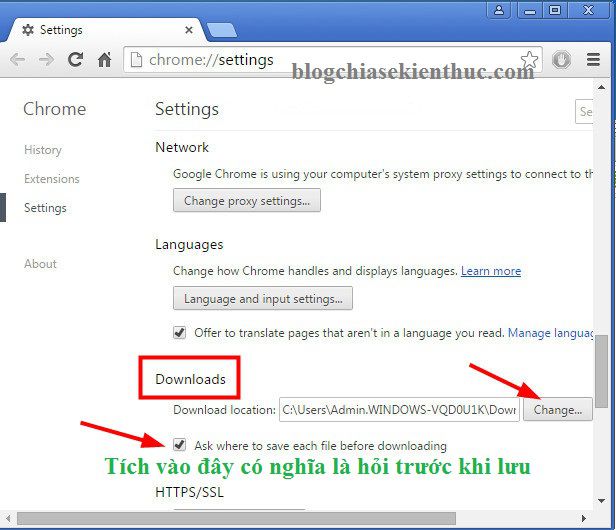 Settings
chrome://settings
blogchiasekienthuc.com
Chrome
Settings
Se
History
Extensions
Settings
About
Network
Google Chrome is using your computer's system proxy settings to connect to th
Change proxy settings...
Languages
Change how Chrome handles and displays languages. Learn more
Language and input settings...
Offer to translate pages that aren't in a language you read. Manage languag
Downloads
Download location: C:\Users\Admin.WINDOWS-VQD0U1K\Down Change...
Ask where to save each file before downloading
Tích vào đây có nghĩa là hỏi trước khi lưu
HTTPS/SSL